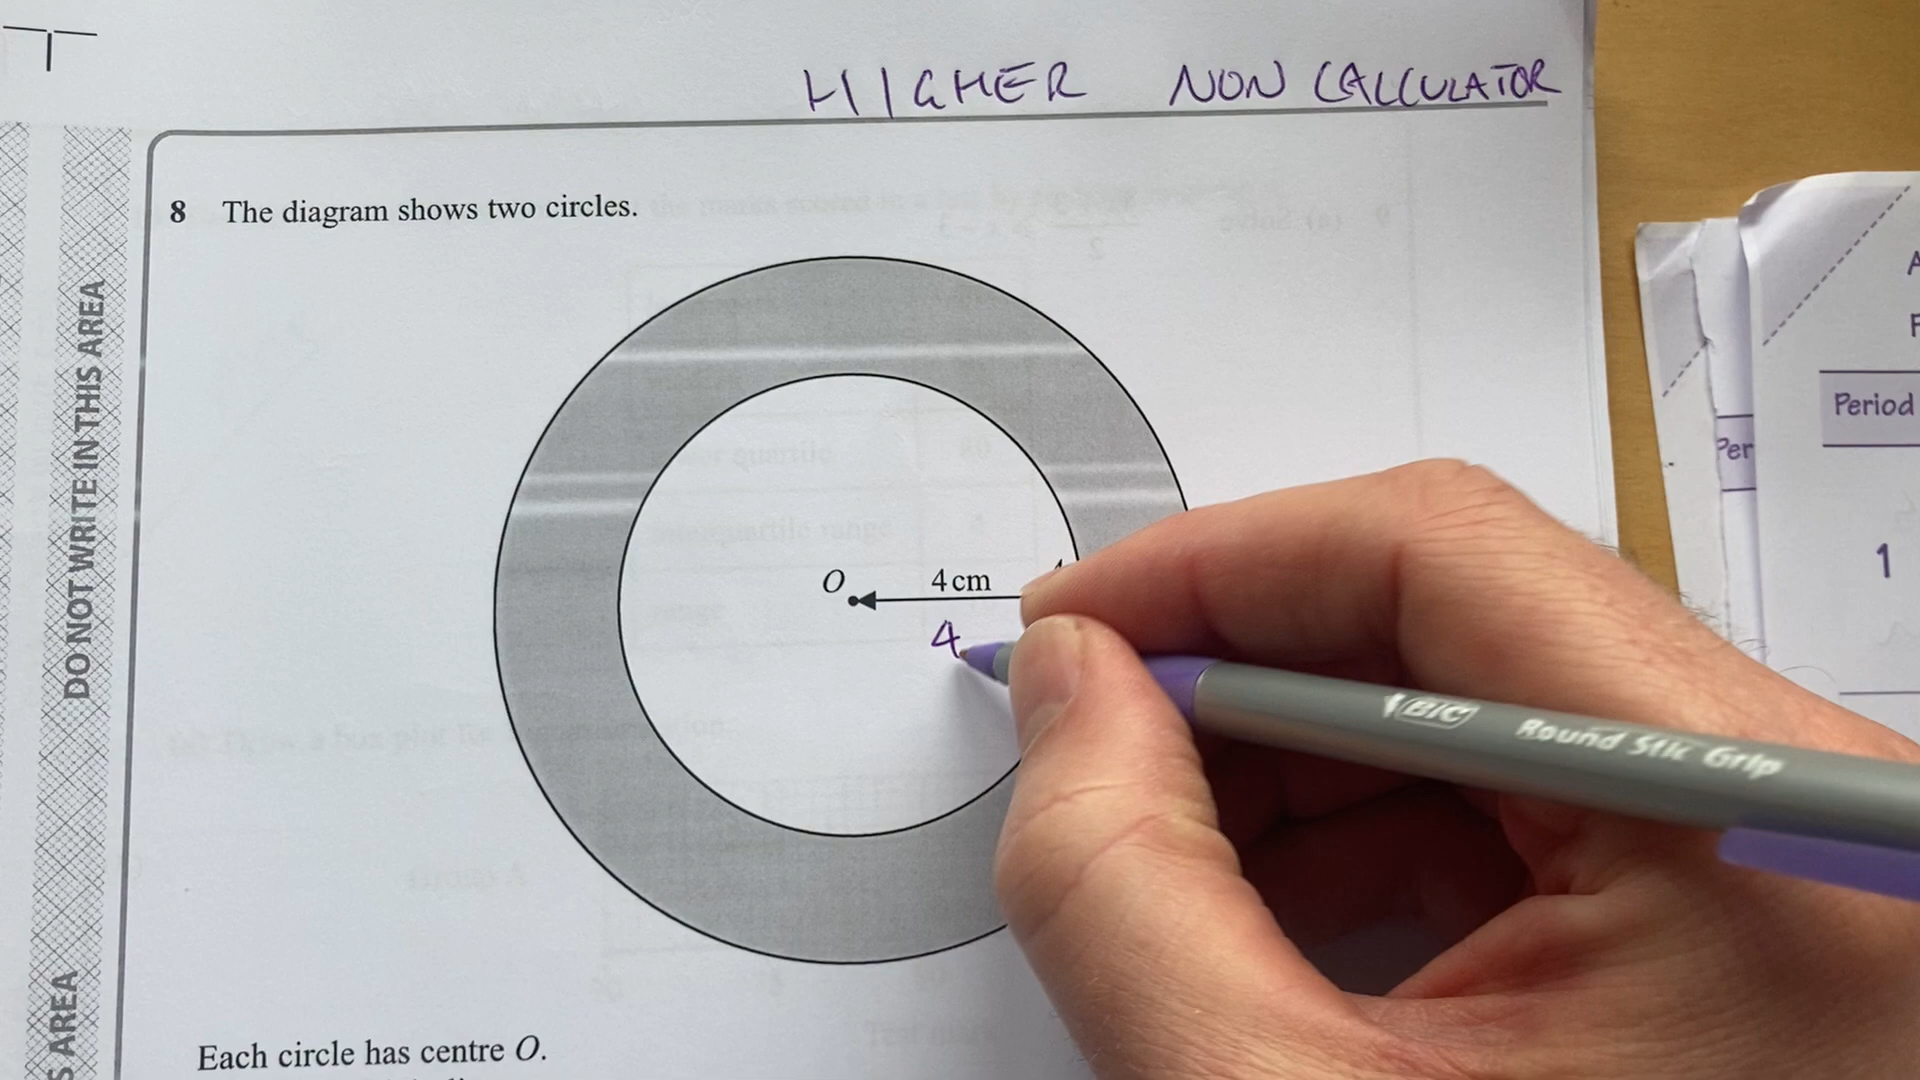 HIGHER NON CALCULATOR
8 The diagram shows two circles.
DO NOT WRITE IN THIS AREA
O
4 cm
4
BIC Round Stic Grip
Period
Per
1
Each circle has centre O.
S AREA